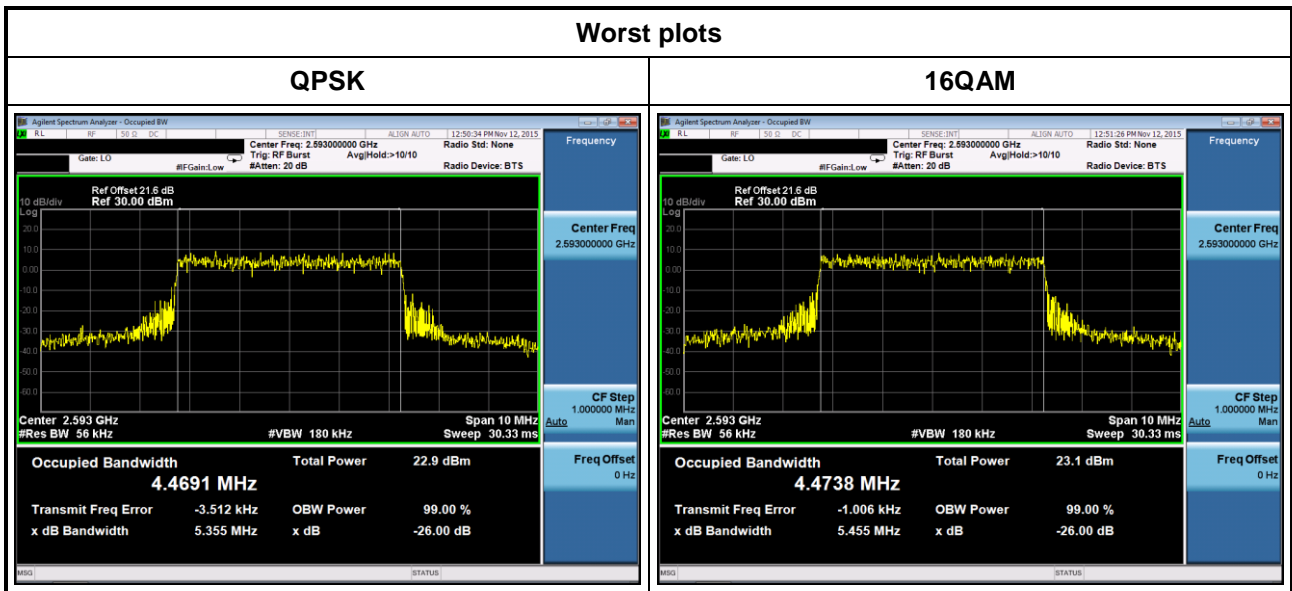 Worst plots
QPSK
16QAM
Agilent Spectrum Analyzer - Occupied BW
RL RF 50 Ω DC SENSE:INT ALIGN AUTO 12:50:34 PM Nov 12, 2015
Center Freq: 2.593000000 GHz Radio Std: None
Gate: LO Trig: RF Burst Avg|Hold:>10/10
#IFGain:Low #Atten: 20 dB Radio Device: BTS
Ref Offset 21.6 dB
10 dB/div Ref 30.00 dBm
Log
20.0
10.0
0.00
-10.0
-20.0
-30.0
-40.0
-50.0
-60.0
Center 2.593 GHz Span 10 MHz
#Res BW 56 kHz #VBW 180 kHz Sweep 30.33 ms
Occupied Bandwidth Total Power 22.9 dBm
4.4691 MHz
Transmit Freq Error -3.512 kHz OBW Power 99.00 %
x dB Bandwidth 5.355 MHz x dB -26.00 dB
MSG STATUS
Frequency
Center Freq
2.593000000 GHz
CF Step
1.000000 MHz
Auto Man
Freq Offset
0 Hz
Agilent Spectrum Analyzer - Occupied BW
RL RF 50 Ω DC SENSE:INT ALIGN AUTO 12:51:26 PM Nov 12, 2015
Center Freq: 2.593000000 GHz Radio Std: None
Gate: LO Trig: RF Burst Avg|Hold:>10/10
#IFGain:Low #Atten: 20 dB Radio Device: BTS
Ref Offset 21.6 dB
10 dB/div Ref 30.00 dBm
Log
20.0
10.0
0.00
-10.0
-20.0
-30.0
-40.0
-50.0
-60.0
Center 2.593 GHz Span 10 MHz
#Res BW 56 kHz #VBW 180 kHz Sweep 30.33 ms
Occupied Bandwidth Total Power 23.1 dBm
4.4738 MHz
Transmit Freq Error -1.006 kHz OBW Power 99.00 %
x dB Bandwidth 5.455 MHz x dB -26.00 dB
MSG STATUS
Frequency
Center Freq
2.593000000 GHz
CF Step
1.000000 MHz
Auto Man
Freq Offset
0 Hz